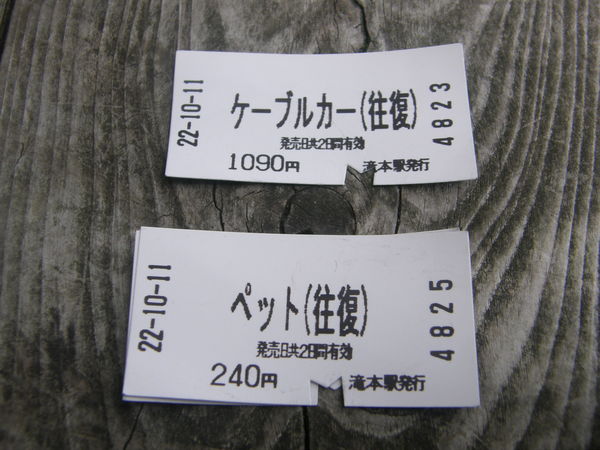 22-10-11
ケーブルカー(往復)
発売日共2日間有効
1090円
滝本駅発行
4823
22-10-11
ペット(往復)
発売日共2日間有効
240円
滝本駅発行
4825